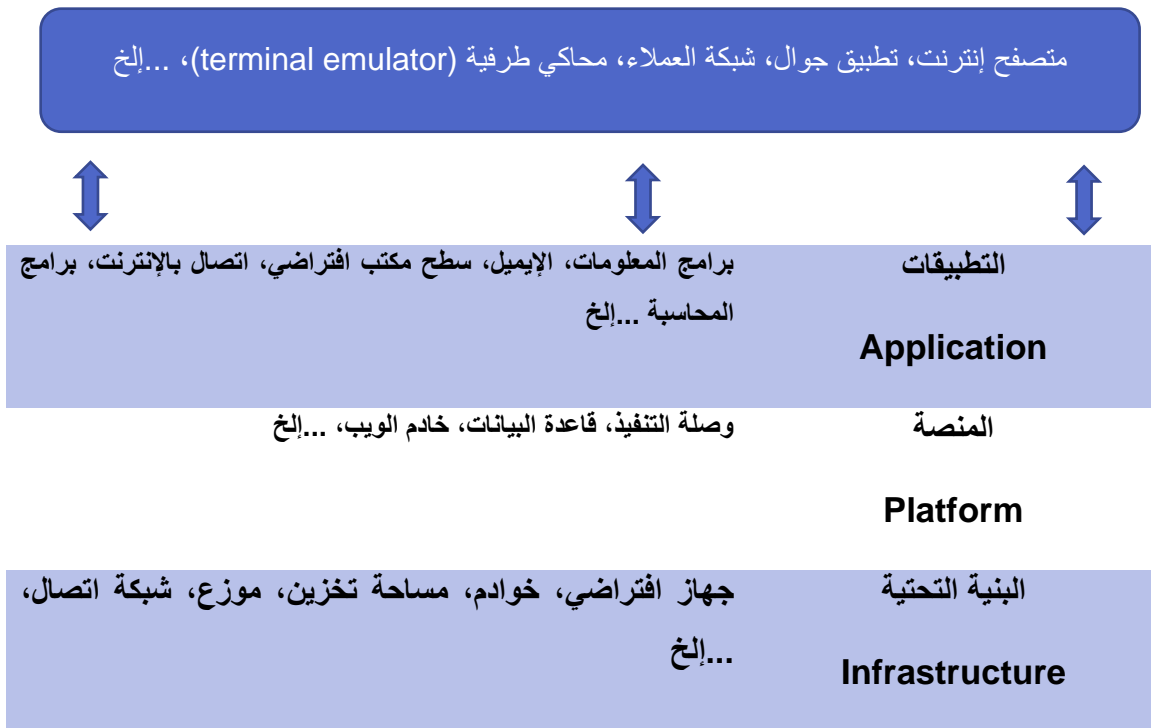 متصفح إنترنت، تطبيق جوال، شبكة العملاء، محاكي طرفية (terminal emulator)، ...إلخ
التطبيقات
Application
برامج المعلومات، الإيميل، سطح مكتب افتراضي، اتصال بالإنترنت، برامج
المحاسبة ...إلخ
المنصة
Platform
وصلة التنفيذ، قاعدة البيانات، خادم الويب، ...إلخ
البنية التحتية
Infrastructure
جهاز افتراضي، خوادم، مساحة تخزين، موزع، شبكة اتصال،
...إلخ